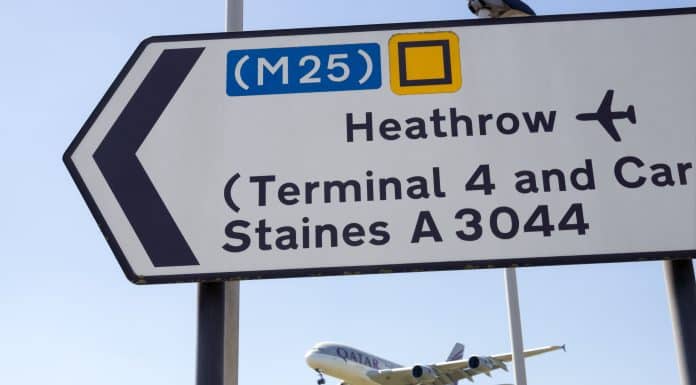 (M25)
Heathrow
(Terminal 4 and Car
Staines A 3044
QATAR